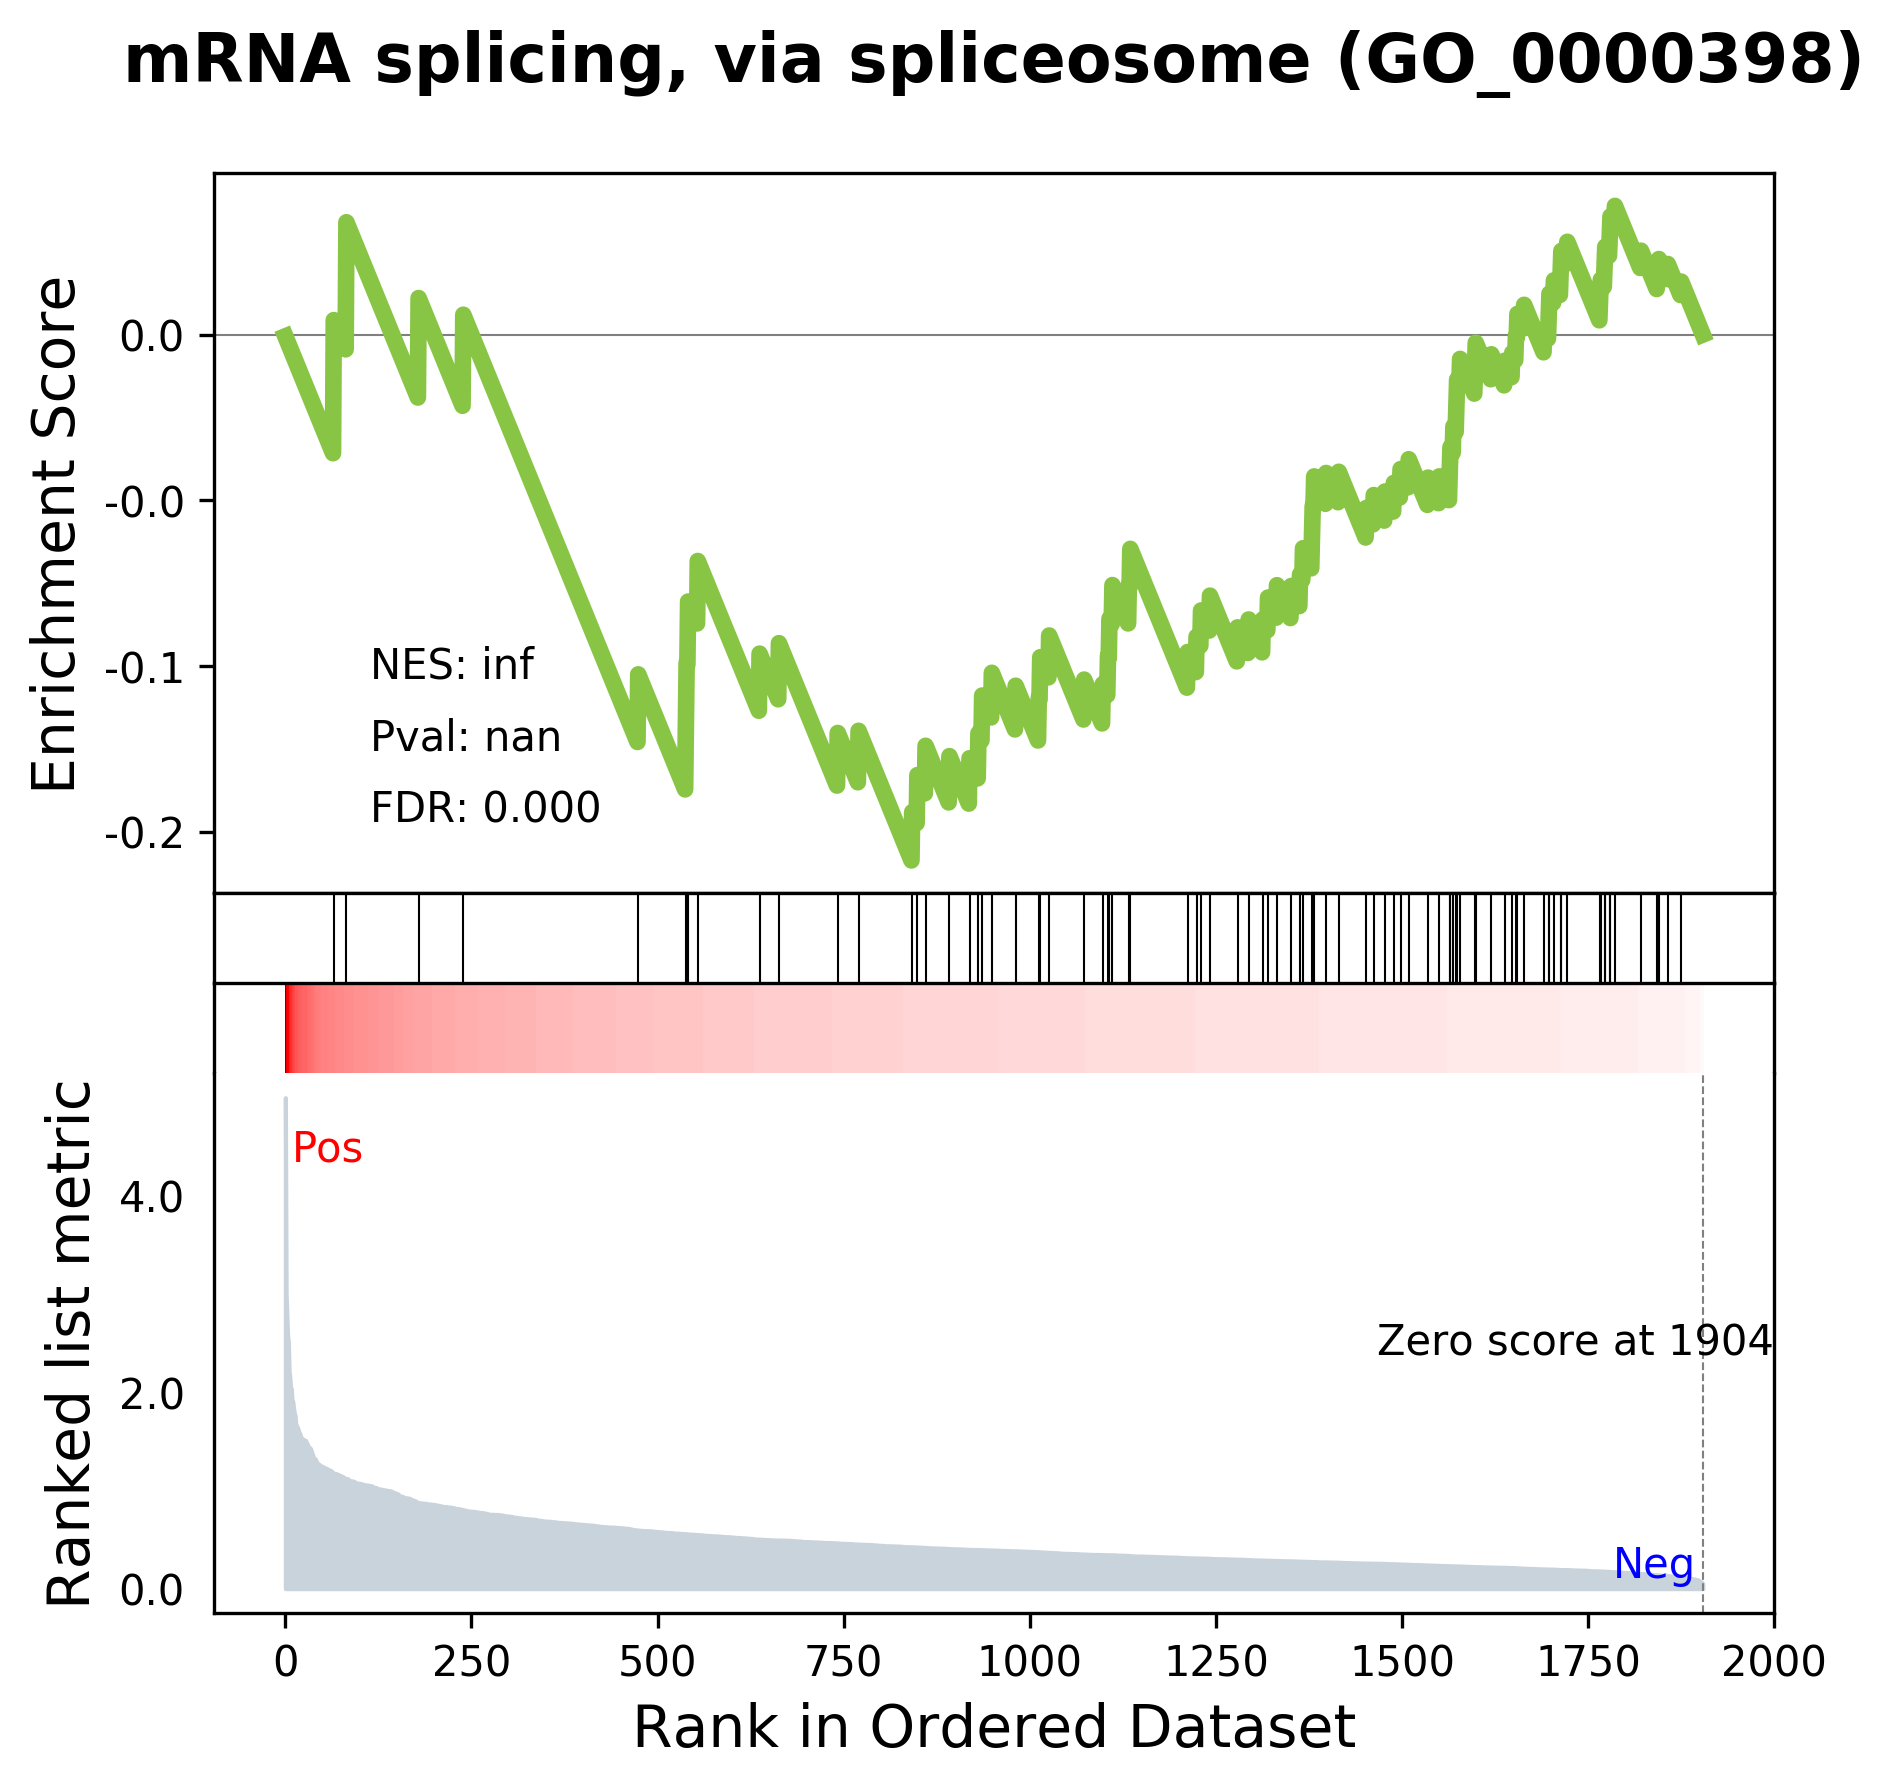 mRNA splicing, via spliceosome (GO_0000398)
Enrichment Score
0.0
-0.0
-0.1
-0.2
NES: inf
Pval: nan
FDR: 0.000
Ranked list metric
Pos
4.0
Zero score at 1904
2.0
Neg
0.0
0 250 500 750 1000 1250 1500 1750 2000
Rank in Ordered Dataset